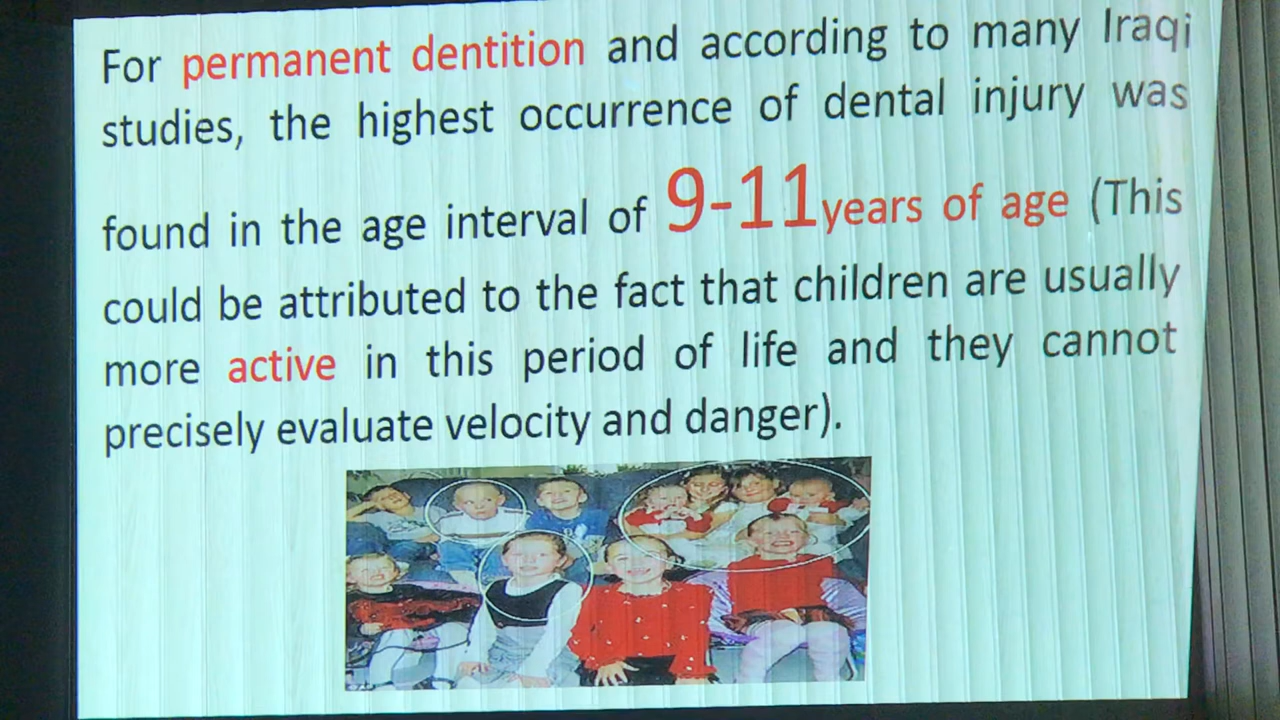 For permanent dentition and according to many Iraqi
studies, the highest occurrence of dental injury was
found in the age interval of 9-11years of age (This
could be attributed to the fact that children are usually
more active in this period of life and they cannot
precisely evaluate velocity and danger).